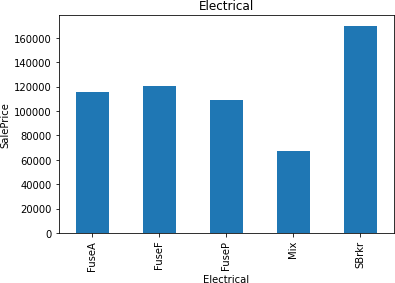 Electrical
160000
140000
120000
100000
80000
60000
40000
20000
0
SalePrice
FuseA
FuseF
FuseP
Mix
SBrkr
Electrical